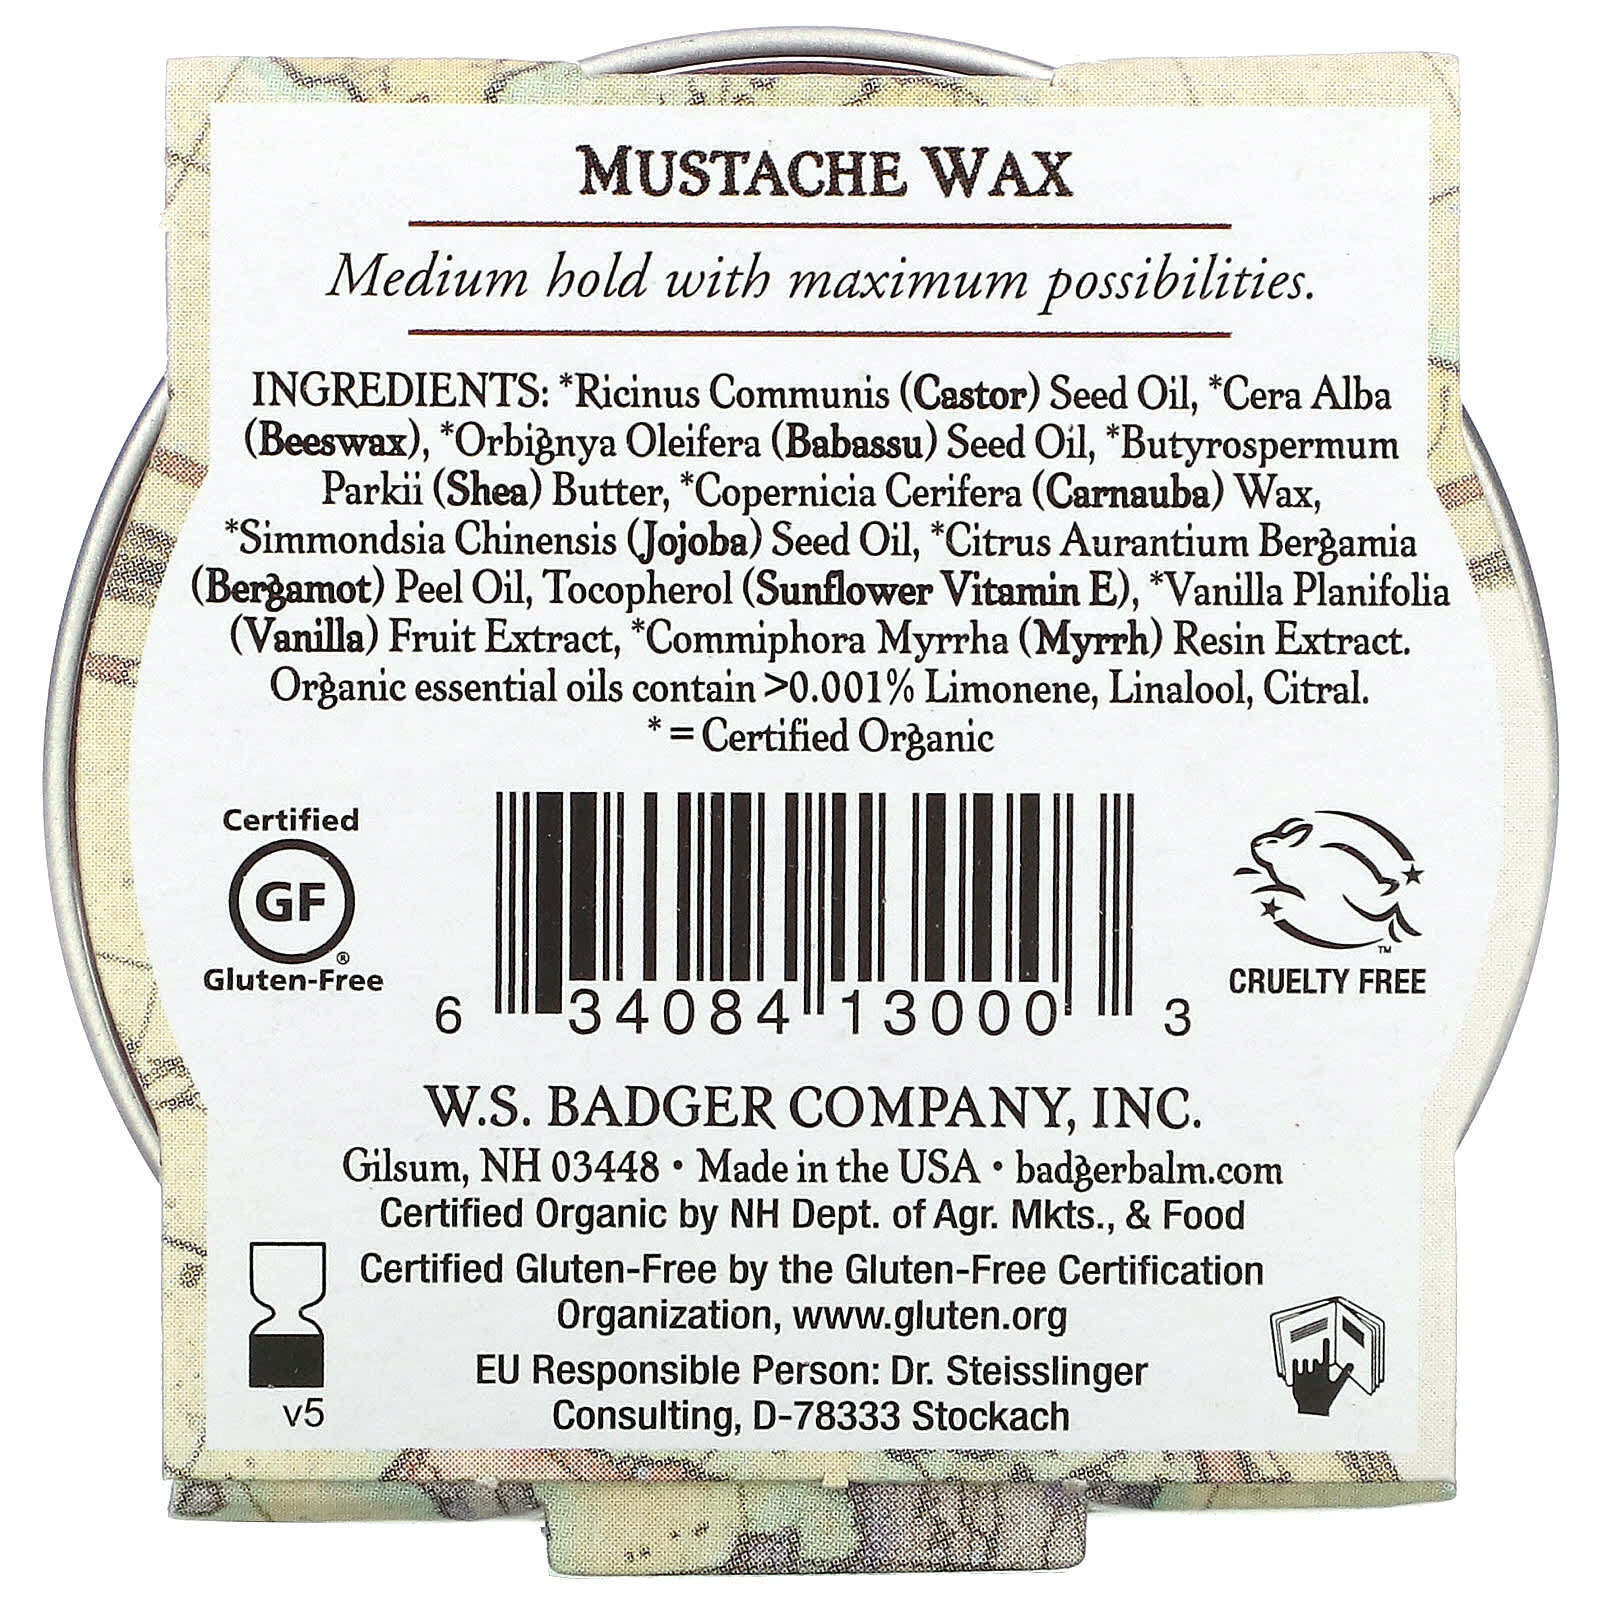 MUSTACHE WAX
Medium hold with maximum possibilities.
INGREDIENTS: *Ricinus Communis (Castor) Seed Oil, *Cera Alba
(Beeswax), *Orbignya Oleifera (Babassu) Seed Oil, *Butyrospermum
Parkii (Shea) Butter, *Copernicia Cerifera (Carnauba) Wax,
*Simmondsia Chinensis (Jojoba) Seed Oil, *Citrus Aurantium Bergamia
(Bergamot) Peel Oil, Tocopherol (Sunflower Vitamin E), *Vanilla Planifolia
(Vanilla) Fruit Extract, *Commiphora Myrrha (Myrrh) Resin Extract.
Organic essential oils contain >0.001% Limonene, Linalool, Citral.
* = Certified Organic
Certified
GF
®
Gluten-Free
6 34084 13000 3
TM
CRUELTY FREE
W.S. BADGER COMPANY, INC.
Gilsum, NH 03448 • Made in the USA • badgerbalm.com
Certified Organic by NH Dept. of Agr. Mkts., & Food
Certified Gluten-Free by the Gluten-Free Certification
Organization, www.gluten.org
EU Responsible Person: Dr. Steisslinger
Consulting, D-78333 Stockach
v5